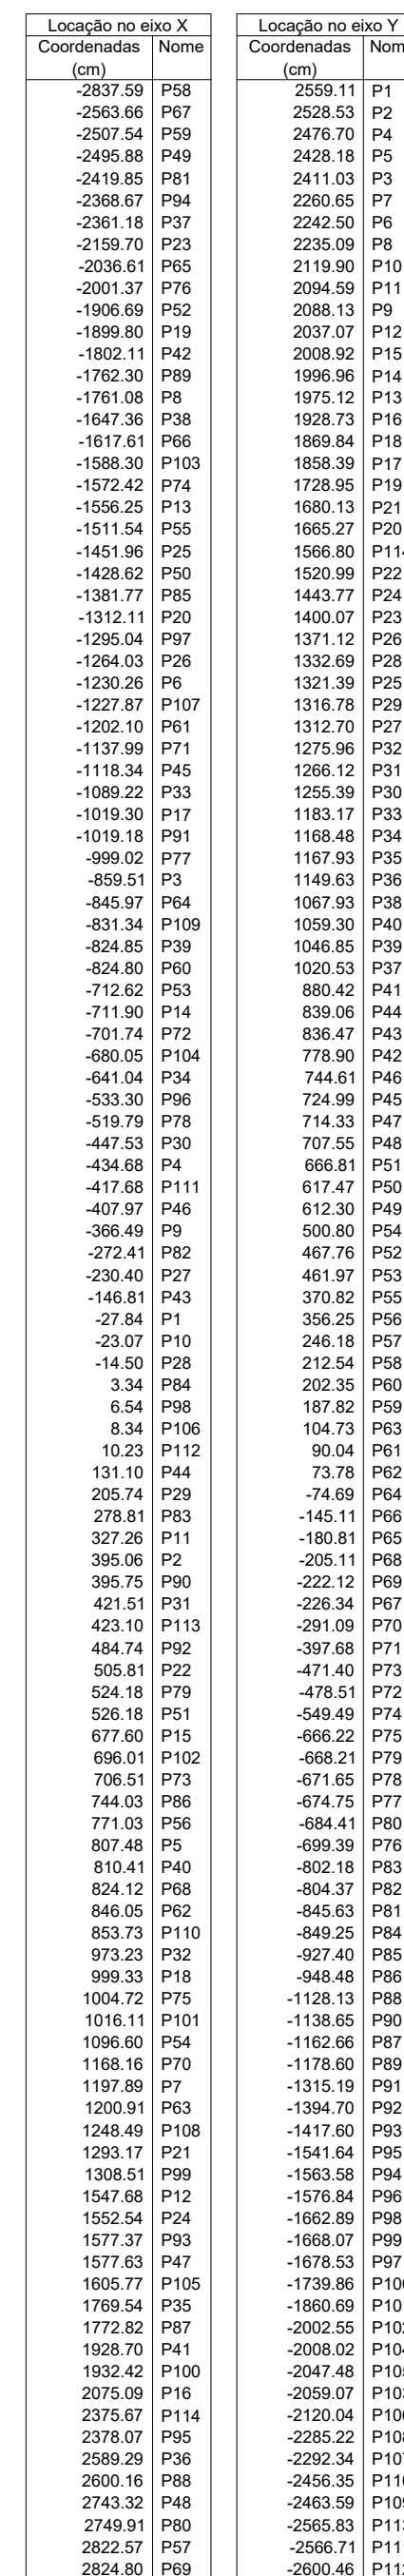 Locação no eixo X
Coordenadas Nome
(cm)
-2837.59 P58
-2563.66 P67
-2507.54 P59
-2495.88 P49
-2419.85 P81
-2368.67 P94
-2361.18 P37
-2159.70 P23
-2036.61 P65
-2001.37 P76
-1906.69 P52
-1899.80 P19
-1802.11 P42
-1762.30 P89
-1761.08 P8
-1647.36 P38
-1617.61 P66
-1588.30 P103
-1572.42 P74
-1556.25 P13
-1511.54 P55
-1451.96 P25
-1428.62 P50
-1381.77 P85
-1312.11 P20
-1295.04 P97
-1264.03 P26
-1230.26 P6
-1227.87 P107
-1202.10 P61
-1137.99 P71
-1118.34 P45
-1089.22 P33
-1019.30 P17
-1019.18 P91
-999.02 P77
-859.51 P3
-845.97 P64
-831.34 P109
-824.85 P39
-824.80 P60
-712.62 P53
-711.90 P14
-701.74 P72
-680.05 P104
-641.04 P34
-533.30 P96
-519.79 P78
-447.53 P30
-434.68 P4
-417.68 P111
-407.97 P46
-366.49 P9
-272.41 P82
-230.40 P27
-146.81 P43
-27.84 P1
-23.07 P10
-14.50 P28
3.34 P84
6.54 P98
8.34 P106
10.23 P112
131.10 P44
205.74 P29
278.81 P83
327.26 P11
395.06 P2
395.75 P90
421.51 P31
423.10 P113
484.74 P92
505.81 P22
524.18 P79
526.18 P51
677.60 P15
696.01 P102
706.51 P73
744.03 P86
771.03 P56
807.48 P5
810.41 P40
824.12 P68
846.05 P62
853.73 P110
973.23 P32
999.33 P18
1004.72 P75
1016.11 P101
1096.60 P54
1168.16 P70
1197.89 P7
1200.91 P63
1248.49 P108
1293.17 P21
1308.51 P99
1547.68 P12
1552.54 P24
1577.37 P93
1577.63 P47
1605.77 P105
1769.54 P35
1772.82 P87
1928.70 P41
1932.42 P100
2075.09 P16
2375.67 P114
2378.07 P95
2589.29 P36
2600.16 P88
2743.32 P48
2749.91 P80
2822.57 P57
2824.80 P69
Locação no eixo Y
Coordenadas Nom
(cm)
2559.11 P1
2528.53 P2
2476.70 P4
2428.18 P5
2411.03 P3
2260.65 P7
2242.50 P6
2235.09 P8
2119.90 P10
2094.59 P11
2088.13 P9
2037.07 P12
2008.92 P15
1996.96 P14
1975.12 P13
1928.73 P16
1869.84 P18
1858.39 P17
1728.95 P19
1680.13 P21
1665.27 P20
1566.80 P114
1520.99 P22
1443.77 P24
1400.07 P23
1371.12 P26
1332.69 P28
1321.39 P25
1316.78 P29
1312.70 P27
1275.96 P32
1266.12 P31
1255.39 P30
1183.17 P33
1168.48 P34
1167.93 P35
1149.63 P36
1067.93 P38
1059.30 P40
1046.85 P39
1020.53 P37
880.42 P41
839.06 P44
836.47 P43
778.90 P42
744.61 P46
724.99 P45
714.33 P47
707.55 P48
666.81 P51
617.47 P50
612.30 P49
500.80 P54
467.76 P52
461.97 P53
370.82 P55
356.25 P56
246.18 P57
212.54 P58
202.35 P60
187.82 P59
104.73 P63
90.04 P61
73.78 P62
-74.69 P64
-145.11 P66
-180.81 P65
-205.11 P68
-222.12 P69
-226.34 P67
-291.09 P70
-397.68 P71
-471.40 P73
-478.51 P72
-549.49 P74
-666.22 P75
-668.21 P79
-671.65 P78
-674.75 P77
-684.41 P80
-699.39 P76
-802.18 P83
-804.37 P82
-845.63 P81
-849.25 P84
-927.40 P85
-948.48 P86
-1128.13 P88
-1138.65 P90
-1162.66 P87
-1178.60 P89
-1315.19 P91
-1394.70 P92
-1417.60 P93
-1541.64 P95
-1563.58 P94
-1576.84 P96
-1662.89 P98
-1668.07 P99
-1678.53 P97
-1739.86 P100
-1860.69 P10
-2002.55 P102
-2008.02 P104
-2047.48 P105
-2059.07 P103
-2120.04 P106
-2285.22 P108
-2292.34 P107
-2456.35 P110
-2463.59 P109
-2565.83 P113
-2566.71 P11
-2600.46 P112